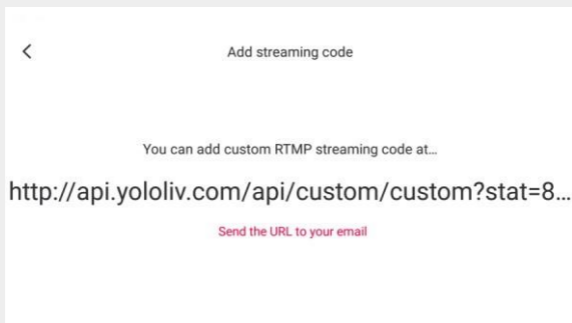 Add streaming code
You can add custom RTMP streaming code at...
http://api.yololiv.com/api/custom/custom?stat=8...
Send the URL to your email